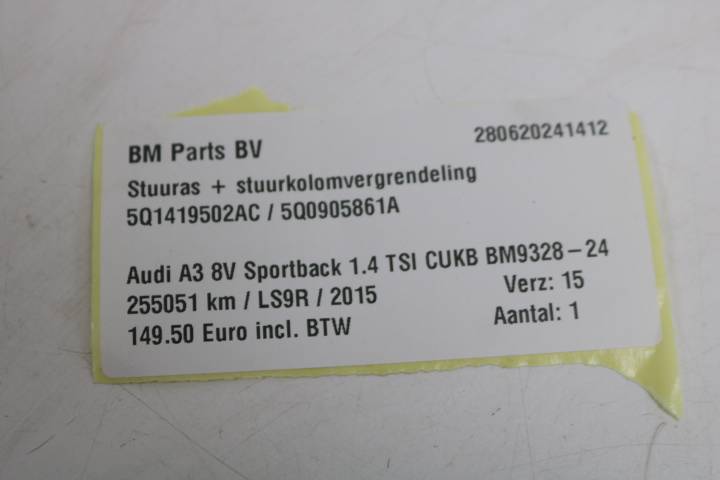 BM Parts BV 280620241412
Stuuras + stuurkolomvergrendeling
5Q1419502AC / 5Q0905861A
Audi A3 8V Sportback 1.4 TSI CUKB BM9328-24
255051 km / LS9R / 2015 Verz: 15
149.50 Euro incl. BTW Aantal: 1